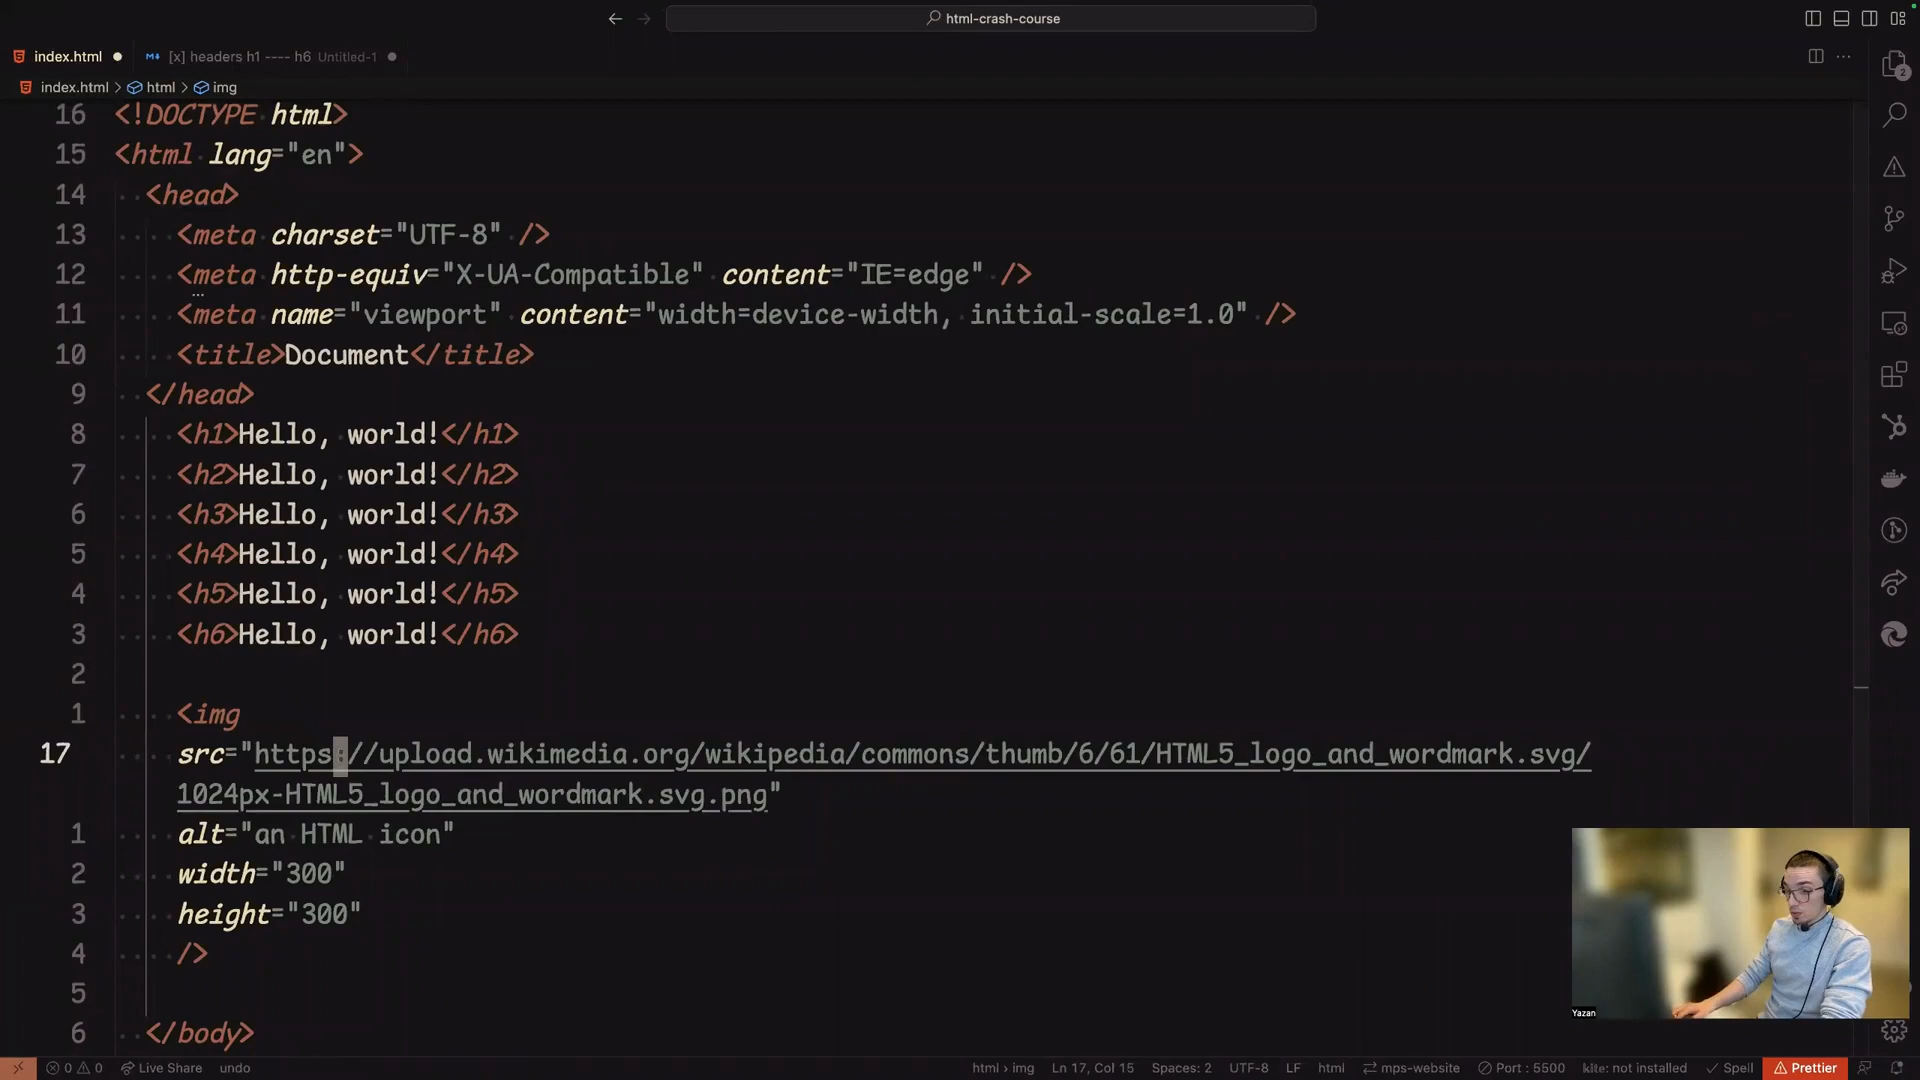 html-crash-course
index.html
[x] headers h1 ---- h6 Untitled-1
index.html > html > img
16 <!DOCTYPE html>
15 <html lang="en">
14 <head>
13 <meta charset="UTF-8" />
12 <meta http-equiv="X-UA-Compatible" content="IE=edge" />
11 <meta name="viewport" content="width=device-width, initial-scale=1.0" />
10 <title>Document</title>
9 </head>
8 <h1>Hello, world!</h1>
7 <h2>Hello, world!</h2>
6 <h3>Hello, world!</h3>
5 <h4>Hello, world!</h4>
4 <h5>Hello, world!</h5>
3 <h6>Hello, world!</h6>
2
1 <img
17 src="https://upload.wikimedia.org/wikipedia/commons/thumb/6/61/HTML5_logo_and_wordmark.svg/
1024px-HTML5_logo_and_wordmark.svg.png"
1 alt="an HTML icon"
2 width="300"
3 height="300"
4 />
5
6 </body>
2
Yazan
0 0 Live Share undo html › img Ln 17, Col 15 Spaces: 2 UTF-8 LF html mps-website Port : 5500 kite: not installed Spell Prettier